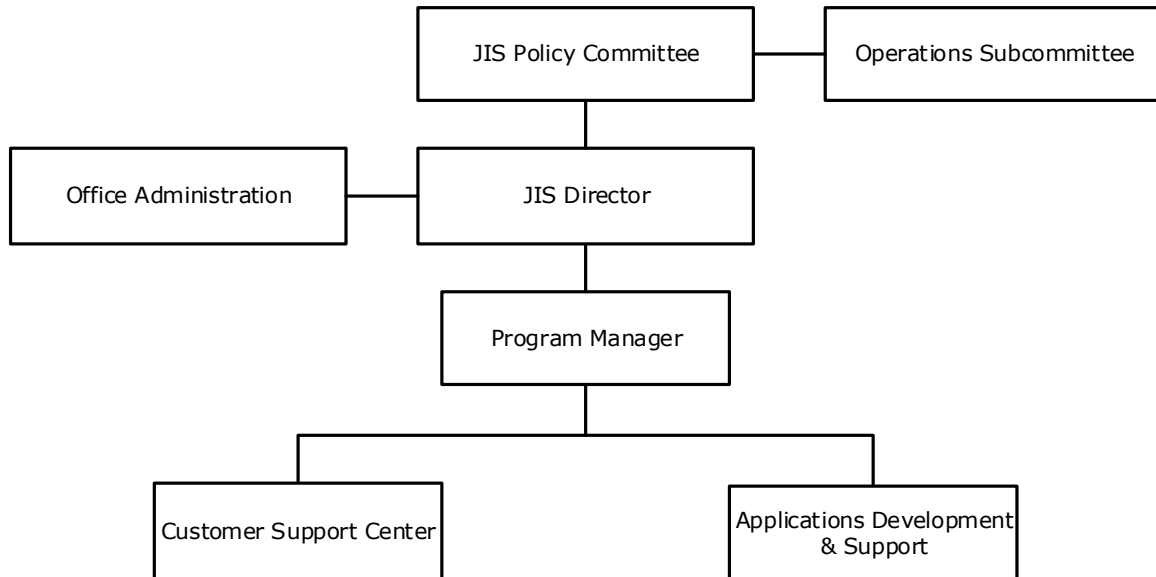 JIS Policy Committee
Operations Subcommittee
Office Administration
JIS Director
Program Manager
Customer Support Center
Applications Development
& Support